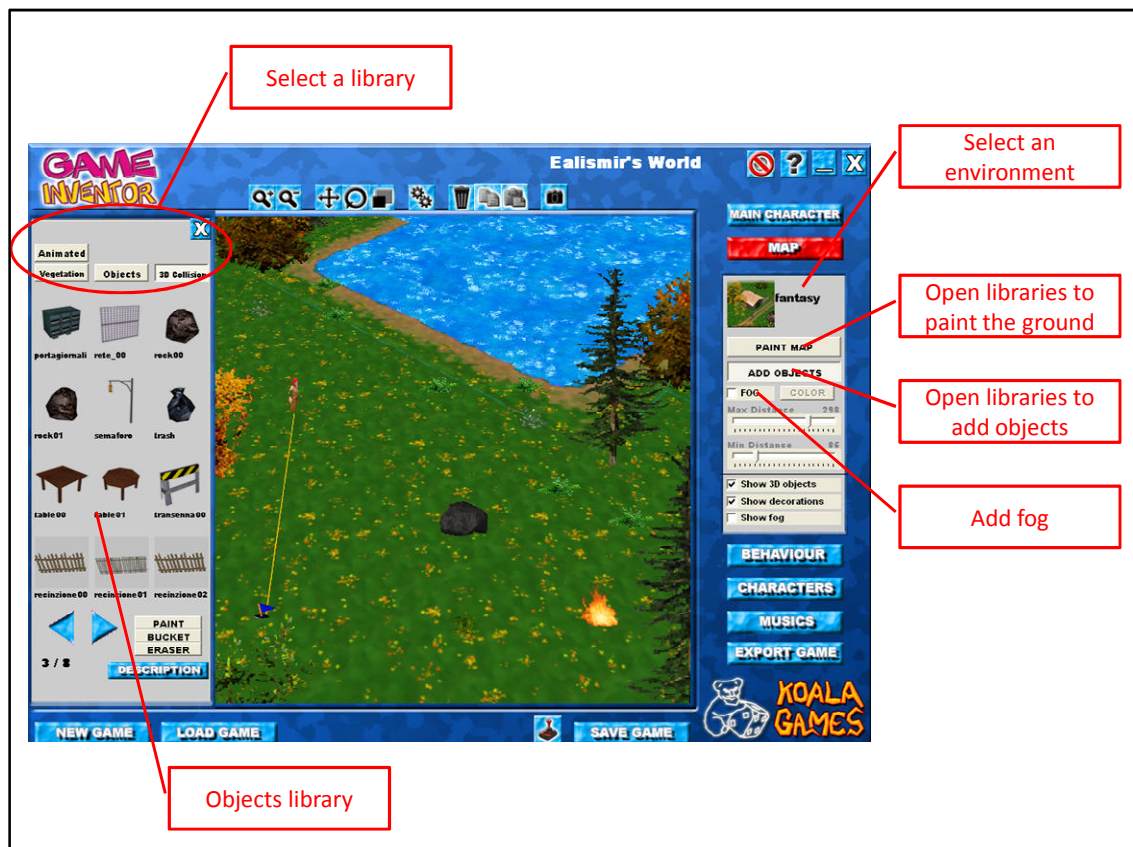 Select a library
GAME
INVENTOR
Ealismir's World
Select an
environment
MAIN CHARACTER
MAP
Animated
Vegetation Objects 3D Collision
fantasy
Open libraries to
paint the ground
portagiornali rete_00 rock00
PAINT MAP
ADD OBJECTS
FOG COLOR
Max Distance 298
Open libraries to
add objects
rock01 semaforo trash
Min Distance 86
Show 3D objects
Show decorations
Show fog
table00 table01 transenna00
Add fog
BEHAVIOUR
CHARACTERS
MUSICS
EXPORT GAME
recinzione00 recinzione01 recinzione02
PAINT
BUCKET
ERASER
3 / 8
DESCRIPTION
KOALA
GAMES
NEW GAME LOAD GAME SAVE GAME
Objects library